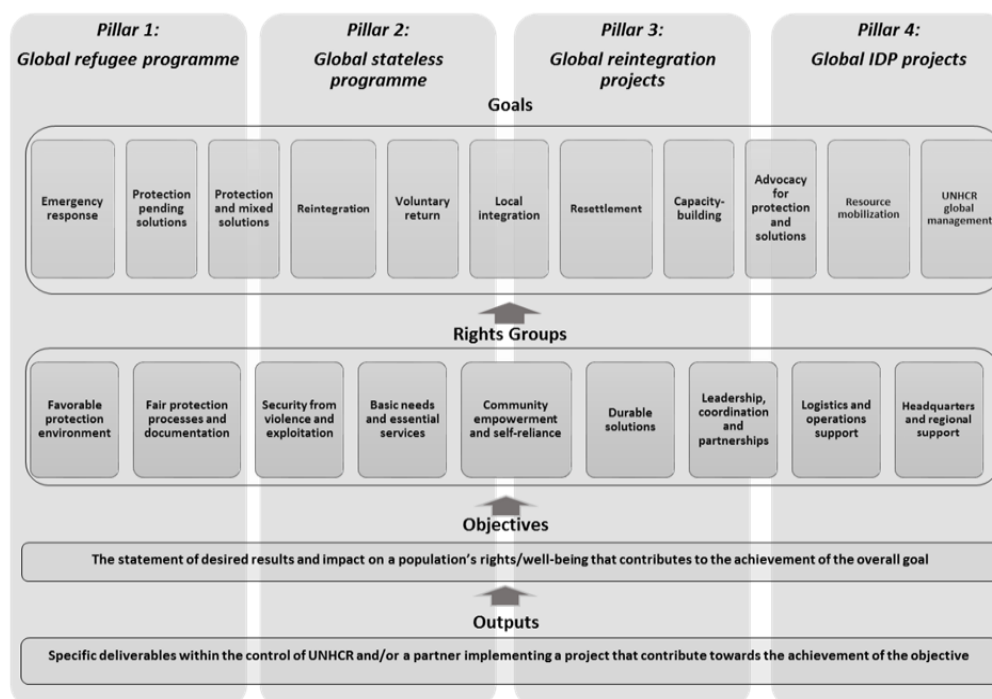 Pillar 1:
Global refugee programme
Pillar 2:
Global stateless
programme
Pillar 3:
Global reintegration
projects
Pillar 4:
Global IDP projects
Goals
Emergency
response
Protection
pending
solutions
Protection
and mixed
solutions
Reintegration
Voluntary
return
Local
integration
Resettlement
Capacity-
building
Advocacy
for
protection
and
solutions
Resource
mobilization
UNHCR
global
management
Rights Groups
Favorable
protection
environment
Fair protection
processes and
documentation
Security from
violence and
exploitation
Basic needs
and essential
services
Community
empowerment
and self-reliance
Durable
solutions
Leadership,
coordination
and
partnerships
Logistics and
operations
support
Headquarters
and regional
support
Objectives
The statement of desired results and impact on a population's rights/well-being that contributes to the achievement of the overall goal
Outputs
Specific deliverables within the control of UNHCR and/or a partner implementing a project that contribute towards the achievement of the objective